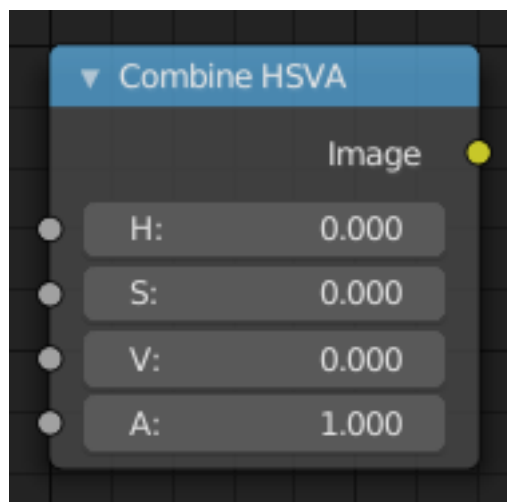 Combine HSVA
Image
H: 0.000
S: 0.000
V: 0.000
A: 1.000